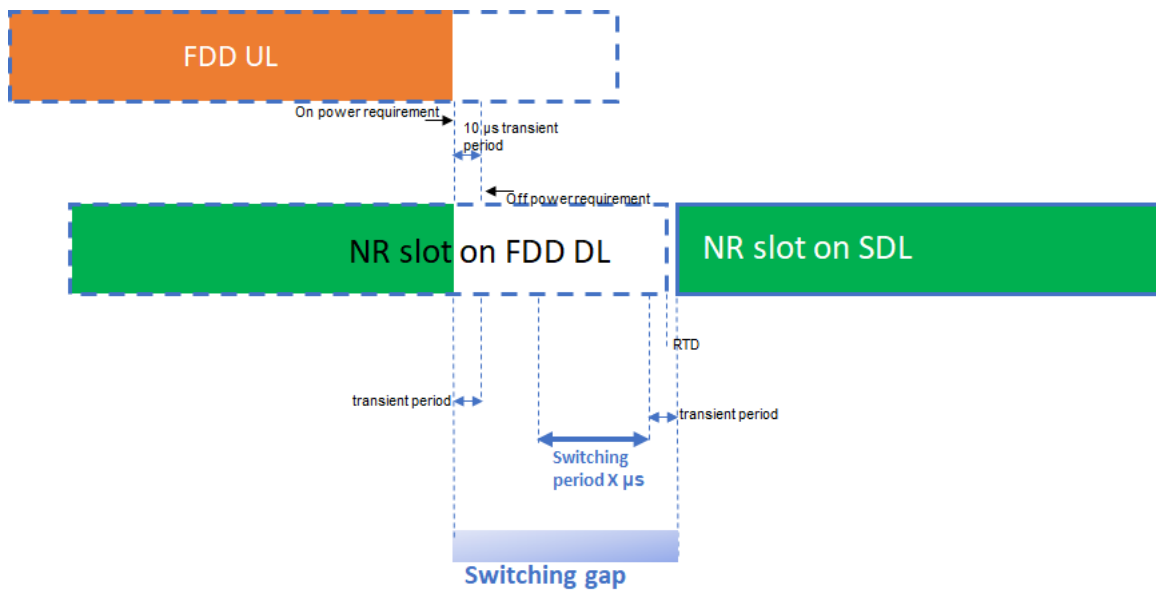 FDD UL
On power requirement
10 µs transient
period
Off power requirement
NR slot on FDD DL
NR slot on SDL
RTD
transient period
transient period
Switching
period X µs
Switching gap